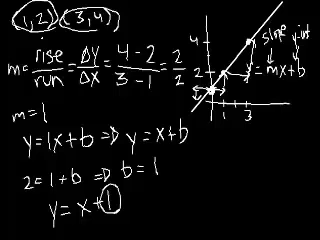 (1,2) (3,4)
m = rise/run = ΔY/ΔX = 4-2/3-1 = 2/2
m=1
y=1x+b => y=x+b
2=1+b => b=1
y=x+1
4
2
1 3
slope y-int
y=mx+b